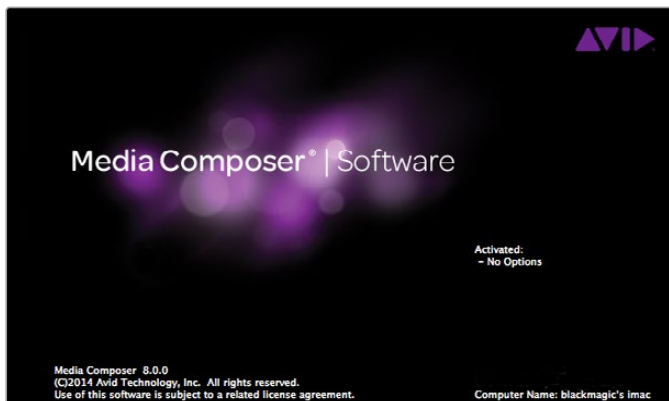 AVID
Media Composer® | Software
Activated:
– No Options
Media Composer 8.0.0
(C)2014 Avid Technology, Inc. All rights reserved.
Use of this software is subject to a related license agreement.
Computer Name: blackmagic's imac